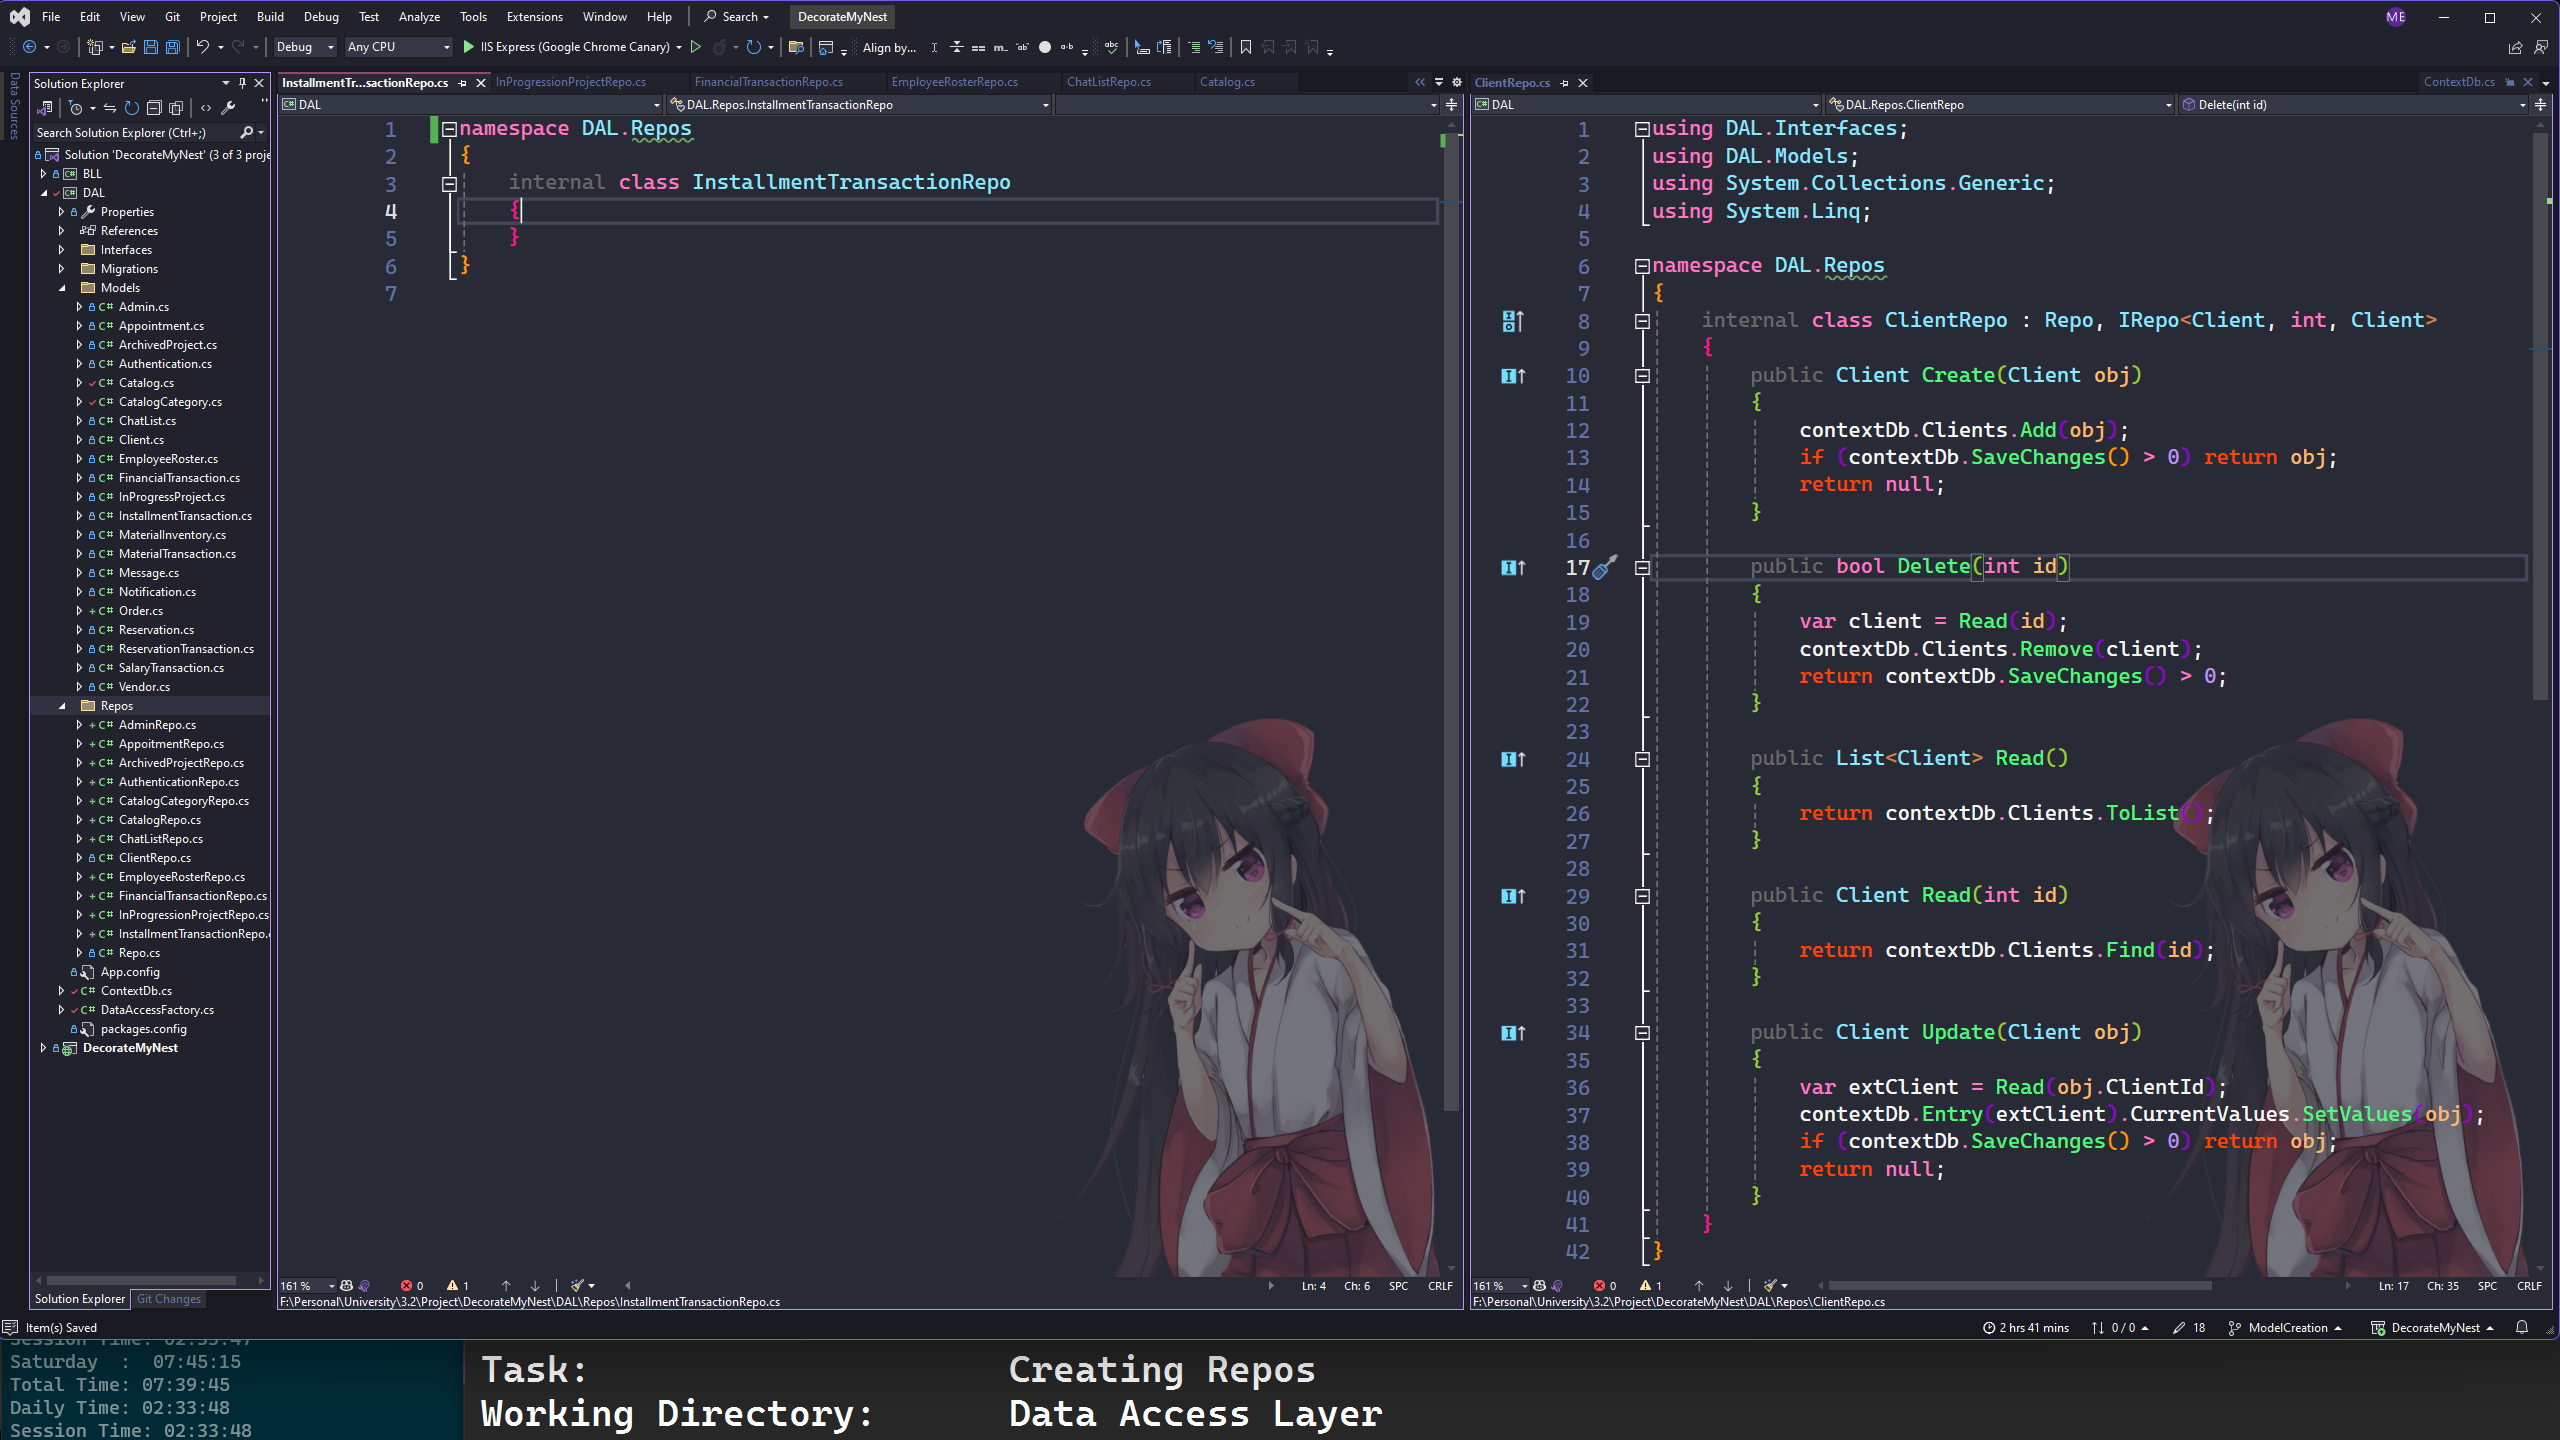 File Edit View Git Project Build Debug Test Analyze Tools Extensions Window Help Search DecorateMyNest ME
Debug Any CPU IIS Express (Google Chrome Canary) Align by...
Data Sources
Solution Explorer
Search Solution Explorer (Ctrl+;)
Solution 'DecorateMyNest' (3 of 3 proje
BLL
DAL
Properties
References
Interfaces
Migrations
Models
Admin.cs
Appointment.cs
ArchivedProject.cs
Authentication.cs
Catalog.cs
CatalogCategory.cs
ChatList.cs
Client.cs
EmployeeRoster.cs
FinancialTransaction.cs
InProgressProject.cs
InstallmentTransaction.cs
MaterialInventory.cs
MaterialTransaction.cs
Message.cs
Notification.cs
Order.cs
Reservation.cs
ReservationTransaction.cs
SalaryTransaction.cs
Vendor.cs
Repos
AdminRepo.cs
AppoitmentRepo.cs
ArchivedProjectRepo.cs
AuthenticationRepo.cs
CatalogCategoryRepo.cs
CatalogRepo.cs
ChatListRepo.cs
ClientRepo.cs
EmployeeRosterRepo.cs
FinancialTransactionRepo.cs
InProgressionProjectRepo.cs
InstallmentTransactionRepo.
Repo.cs
App.config
ContextDb.cs
DataAccessFactory.cs
packages.config
DecorateMyNest
Solution Explorer Git Changes
InstallmentTr...sactionRepo.cs InProgressionProjectRepo.cs FinancialTransactionRepo.cs EmployeeRosterRepo.cs ChatListRepo.cs Catalog.cs
DAL DAL.Repos.InstallmentTransactionRepo
1 namespace DAL.Repos
2 {
3 internal class InstallmentTransactionRepo
4 {
5 }
6 }
7
161 % 0 1 Ln: 4 Ch: 6 SPC CRLF
F:\Personal\University\3.2\Project\DecorateMyNest\DAL\Repos\InstallmentTransactionRepo.cs
ClientRepo.cs ContextDb.cs
DAL DAL.Repos.ClientRepo Delete(int id)
1 using DAL.Interfaces;
2 using DAL.Models;
3 using System.Collections.Generic;
4 using System.Linq;
5
6 namespace DAL.Repos
7 {
8 internal class ClientRepo : Repo, IRepo<Client, int, Client>
9 {
10 public Client Create(Client obj)
11 {
12 contextDb.Clients.Add(obj);
13 if (contextDb.SaveChanges() > 0) return obj;
14 return null;
15 }
16
17 public bool Delete(int id)
18 {
19 var client = Read(id);
20 contextDb.Clients.Remove(client);
21 return contextDb.SaveChanges() > 0;
22 }
23
24 public List<Client> Read()
25 {
26 return contextDb.Clients.ToList();
27 }
28
29 public Client Read(int id)
30 {
31 return contextDb.Clients.Find(id);
32 }
33
34 public Client Update(Client obj)
35 {
36 var extClient = Read(obj.ClientId);
37 contextDb.Entry(extClient).CurrentValues.SetValues(obj);
38 if (contextDb.SaveChanges() > 0) return obj;
39 return null;
40 }
41 }
42 }
161 % 0 1 Ln: 17 Ch: 35 SPC CRLF
F:\Personal\University\3.2\Project\DecorateMyNest\DAL\Repos\ClientRepo.cs
Item(s) Saved 2 hrs 41 mins 0 / 0 18 ModelCreation DecorateMyNest
Session Time: 02:33:47
Saturday : 07:45:15
Total Time: 07:39:45
Daily Time: 02:33:48
Session Time: 02:33:48
Task: Creating Repos
Working Directory: Data Access Layer